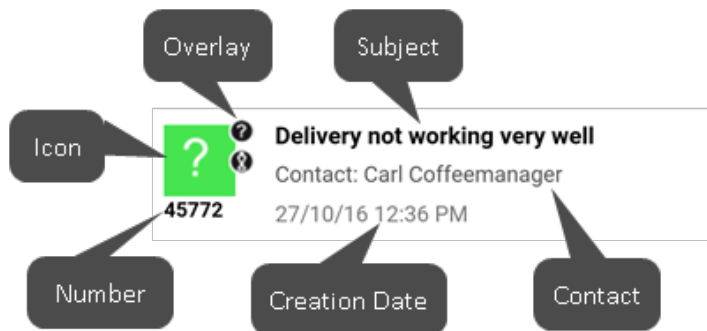 Overlay
Subject
Icon
?
?
Delivery not working very well
Contact: Carl Coffeemanager
45772
27/10/16 12:36 PM
Number
Creation Date
Contact